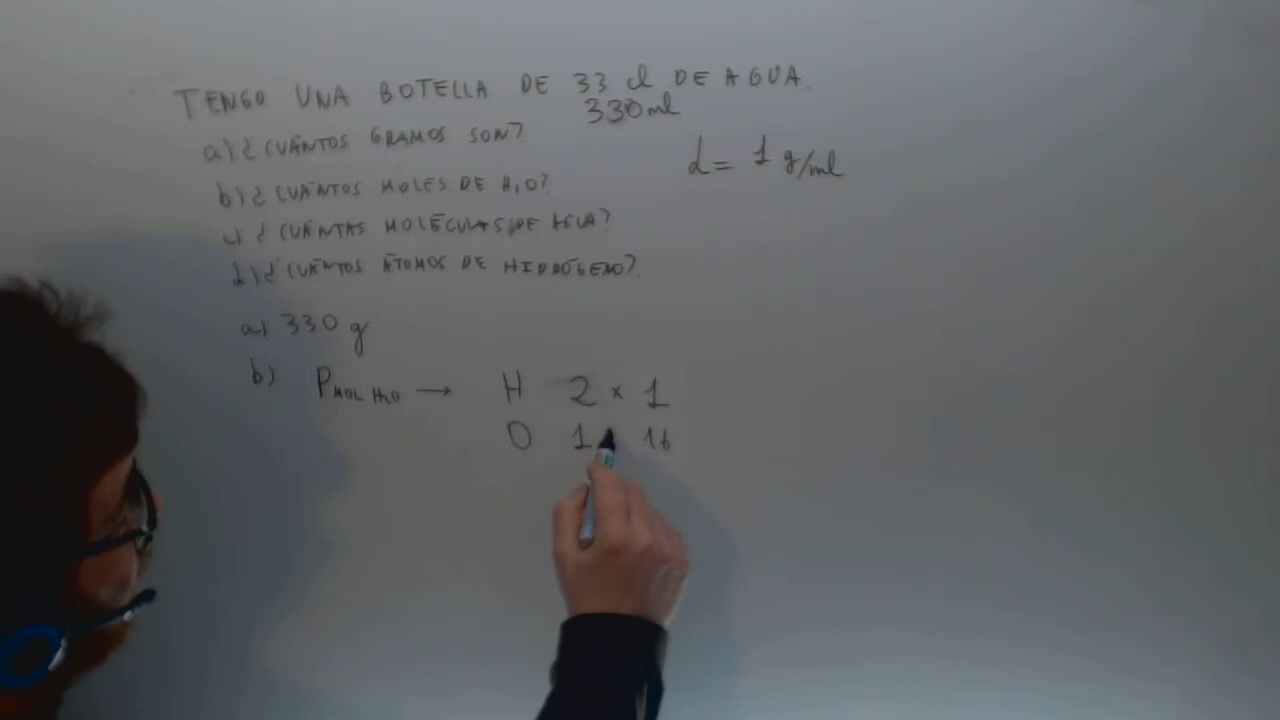 TENGO UNA BOTELLA DE 33 cl DE AGUA.
330 ml
a) ¿CUÁNTOS GRAMOS SON?
d = 1 g/ml
b) ¿CUÁNTOS MOLES DE H2O?
c) ¿CUÁNTAS MOLÉCULAS DE AGUA?
d) ¿CUÁNTOS ÁTOMOS DE HIDRÓGENO?
a) 330 g
b) PMOL H2O → H 2 × 1
O 1 16